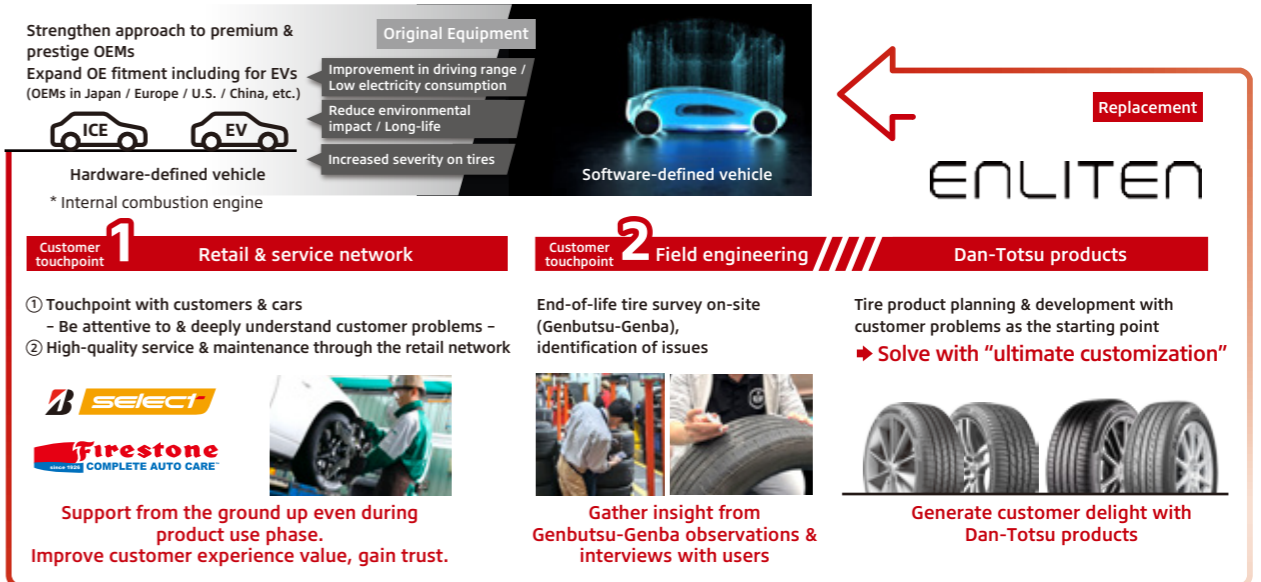 Strengthen approach to premium &
prestige OEMs
Expand OE fitment including for EVs
(OEMs in Japan / Europe / U.S. / China, etc.)
ICE
EV
Hardware-defined vehicle
* Internal combustion engine
Original Equipment
Improvement in driving range /
Low electricity consumption
Reduce environmental
impact / Long-life
Increased severity on tires
Software-defined vehicle
Replacement
ENLITEN
Customer
touchpoint
1
Retail & service network
① Touchpoint with customers & cars
– Be attentive to & deeply understand customer problems –
② High-quality service & maintenance through the retail network
B select
Firestone
since 1926
COMPLETE AUTO CARE™
Support from the ground up even during
product use phase.
Improve customer experience value, gain trust.
Customer
touchpoint
2
Field engineering
End-of-life tire survey on-site
(Genbutsu-Genba),
identification of issues
Gather insight from
Genbutsu-Genba observations &
interviews with users
Dan-Totsu products
Tire product planning & development with
customer problems as the starting point
➡ Solve with “ultimate customization”
Generate customer delight with
Dan-Totsu products